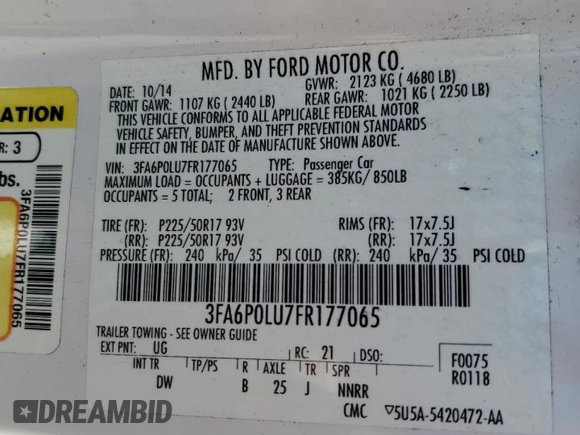 ATION
R: 3
bs.
3FA6P0LU7FR177065
MFD. BY FORD MOTOR CO.
DATE: 10/14 GVWR: 2123 KG ( 4680 LB)
FRONT GAWR: 1107 KG ( 2440 LB) REAR GAWR: 1021 KG ( 2250 LB)
THIS VEHICLE CONFORMS TO ALL APPLICABLE FEDERAL MOTOR
VEHICLE SAFETY, BUMPER, AND THEFT PREVENTION STANDARDS
IN EFFECT ON THE DATE OF MANUFACTURE SHOWN ABOVE.
VIN: 3FA6P0LU7FR177065 TYPE: Passenger Car
MAXIMUM LOAD = OCCUPANTS + LUGGAGE = 385KG/ 850LB
OCCUPANTS = 5 TOTAL; 2 FRONT, 3 REAR
TIRE (FR): P225/50R17 93V RIMS (FR): 17x7.5J
(RR): P225/50R17 93V (RR): 17x7.5J
PRESSURE (FR): 240 kPa/ 35 PSI COLD (RR): 240 kPa/ 35 PSI COLD
3FA6P0LU7FR177065
TRAILER TOWING - SEE OWNER GUIDE
EXT PNT: UG RC: 21 DSO: F0075
INT TR TP/PS R AXLE TR SPR R0118
DW B 25 J NNRR
CMC ▽5U5A-5420472-AA
DREAMBID